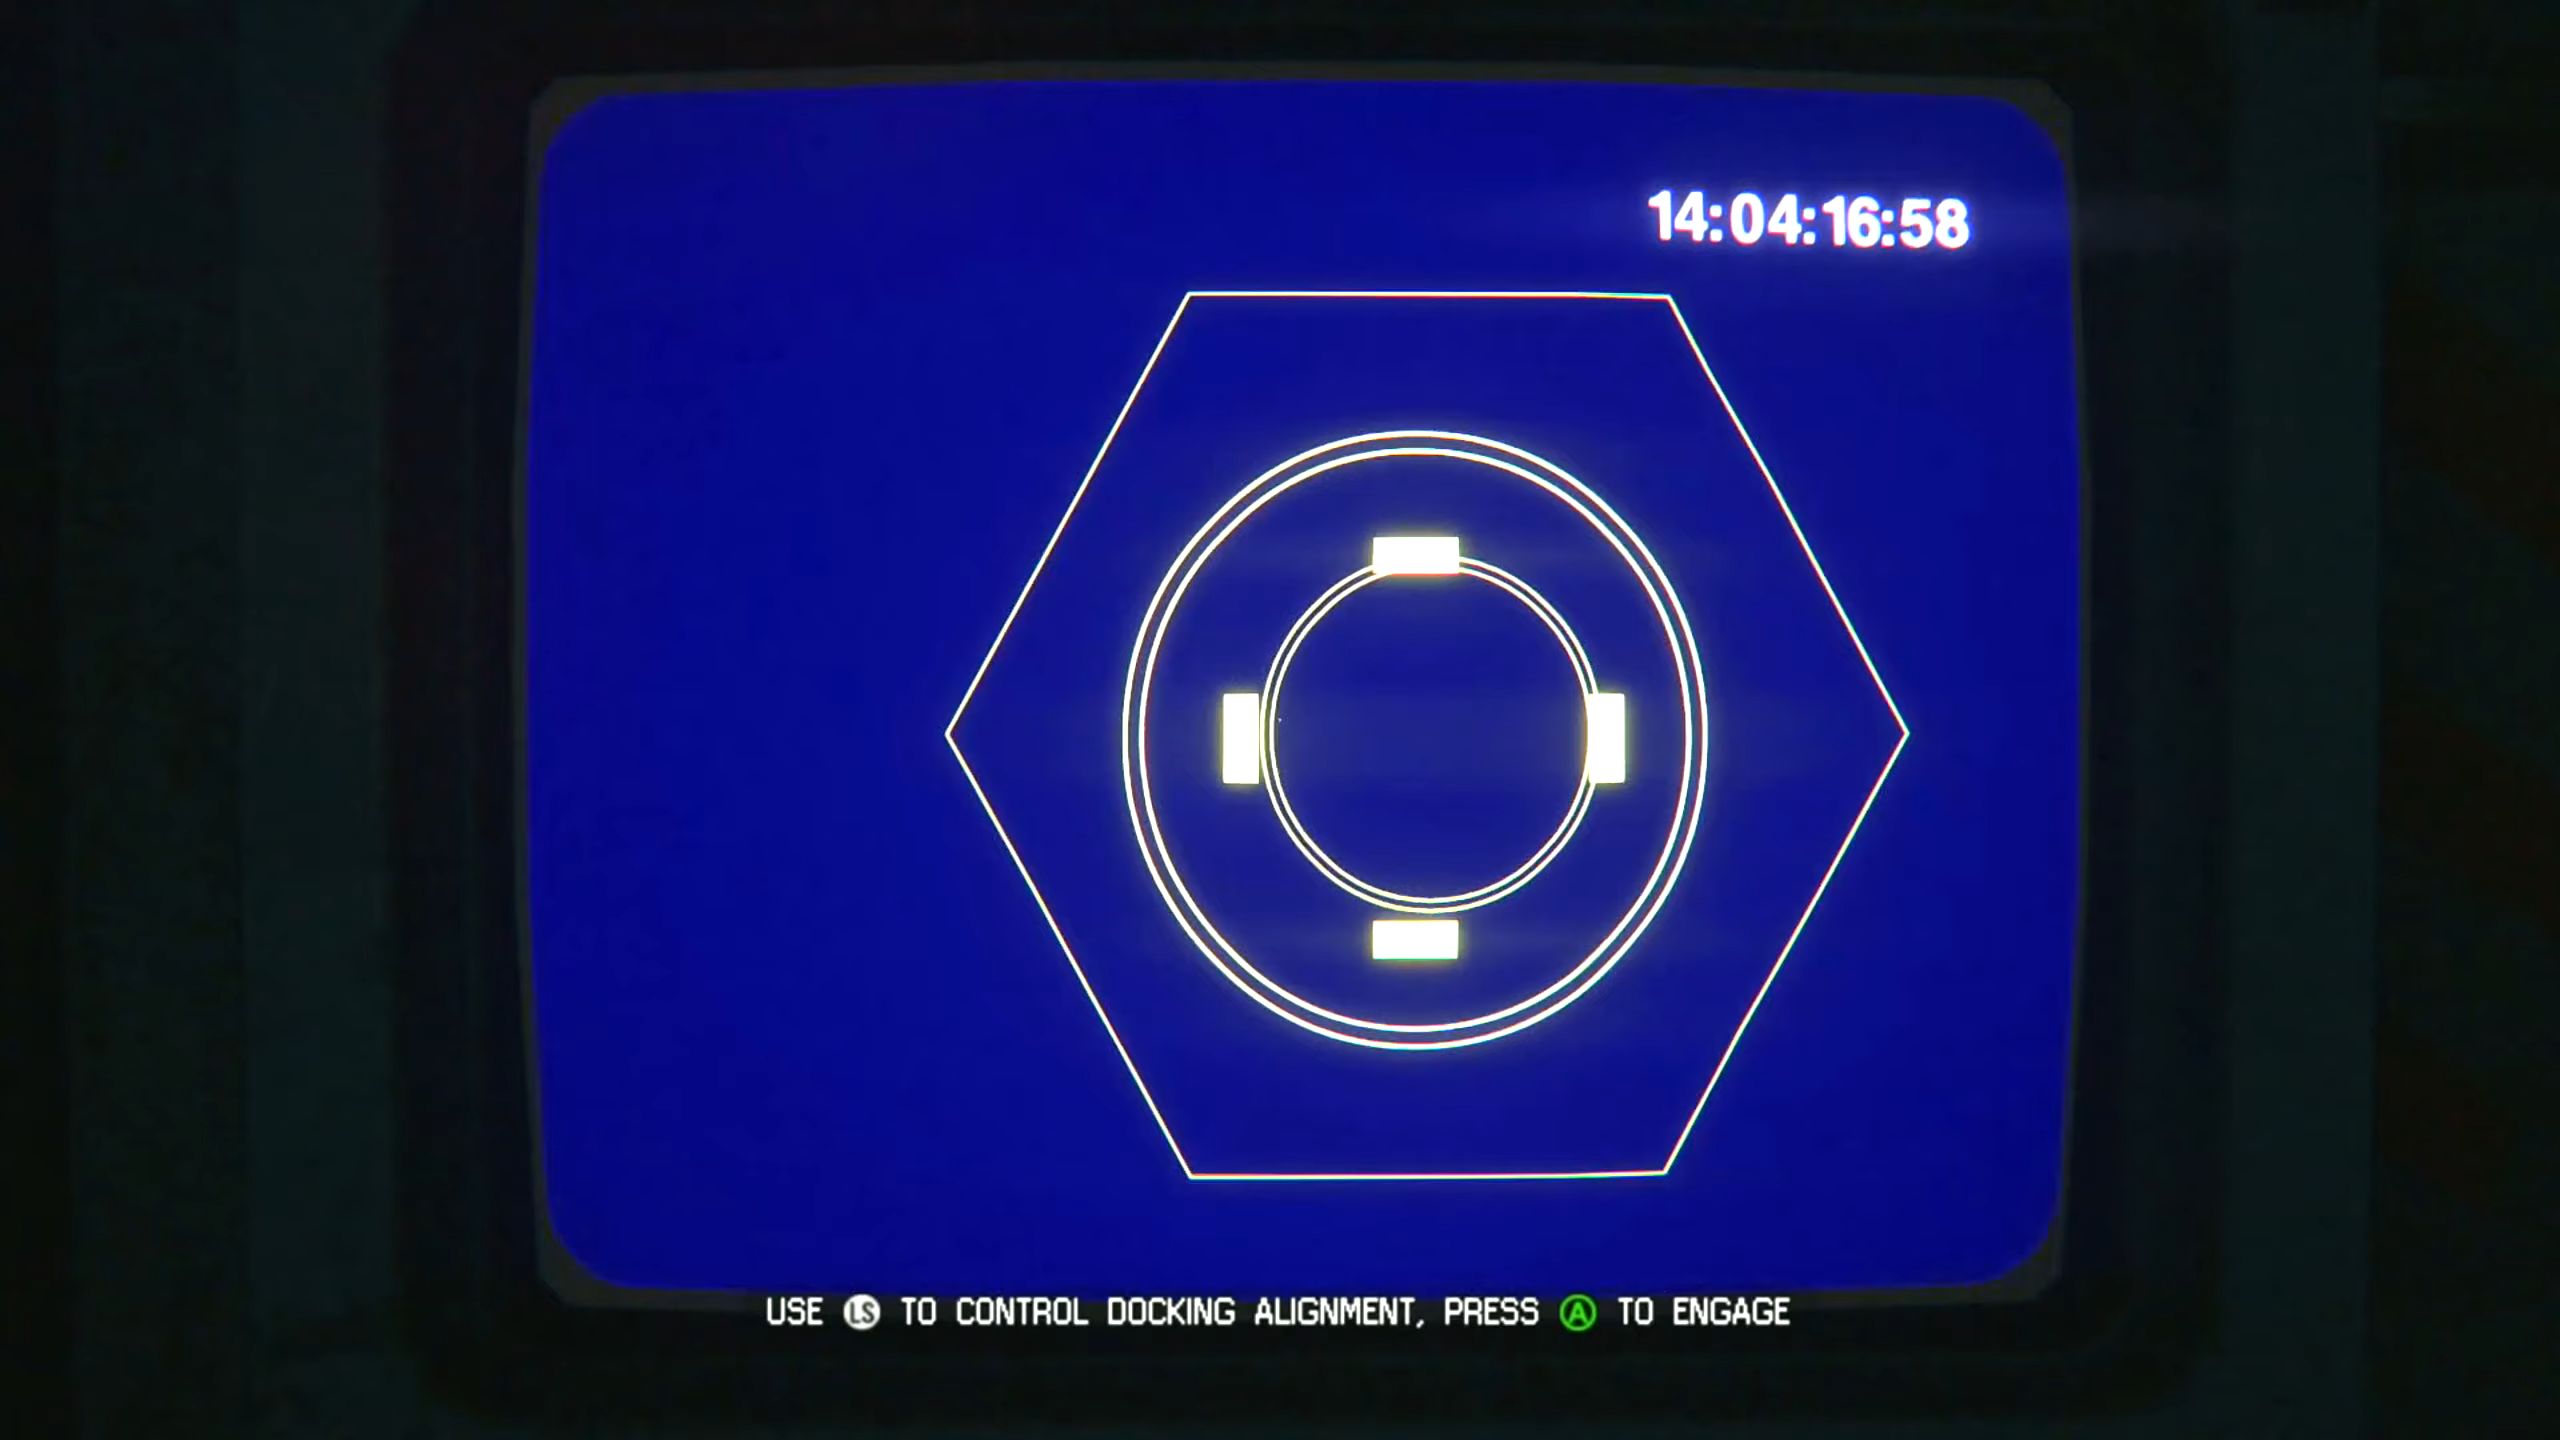 14:04:16:58
USE LS TO CONTROL DOCKING ALIGNMENT, PRESS A TO ENGAGE